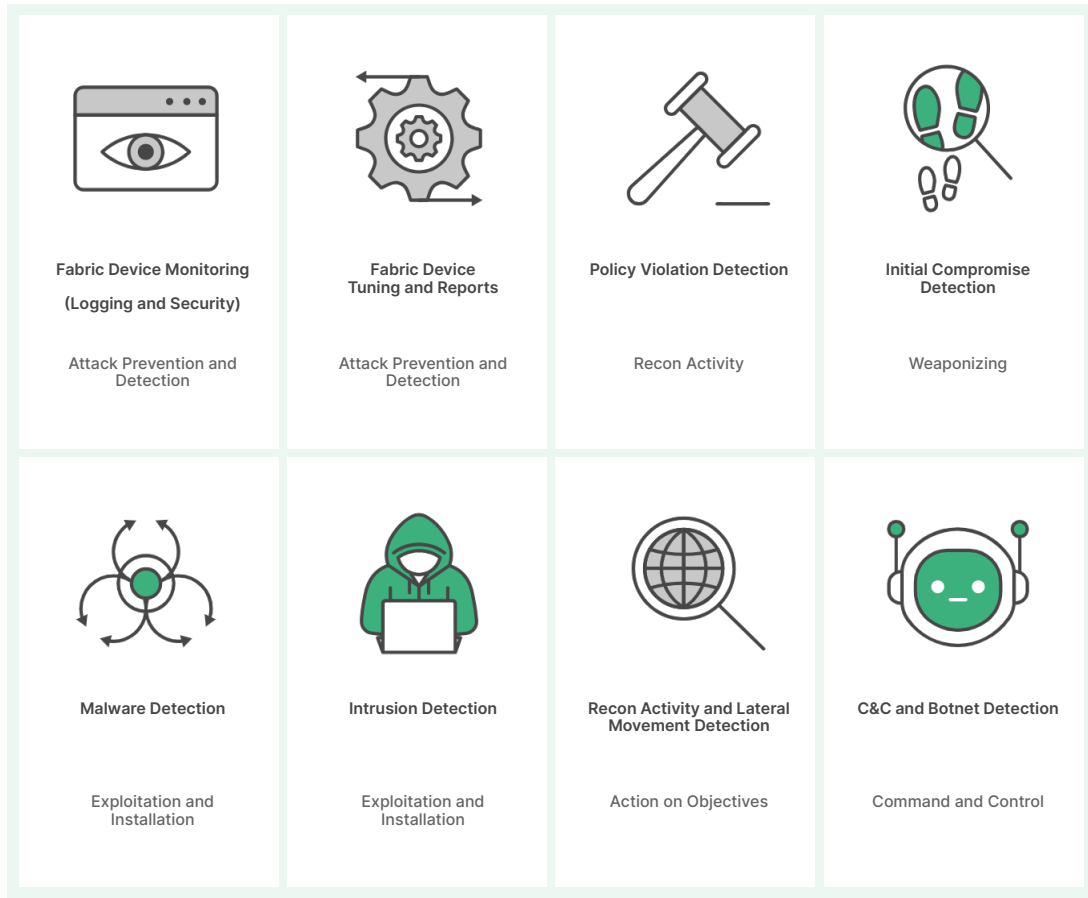 Fabric Device Monitoring
(Logging and Security)
Attack Prevention and
Detection
Fabric Device
Tuning and Reports
Attack Prevention and
Detection
Policy Violation Detection
Recon Activity
Initial Compromise
Detection
Weaponizing
Malware Detection
Exploitation and
Installation
Intrusion Detection
Exploitation and
Installation
Recon Activity and Lateral
Movement Detection
Action on Objectives
C&C and Botnet Detection
Command and Control